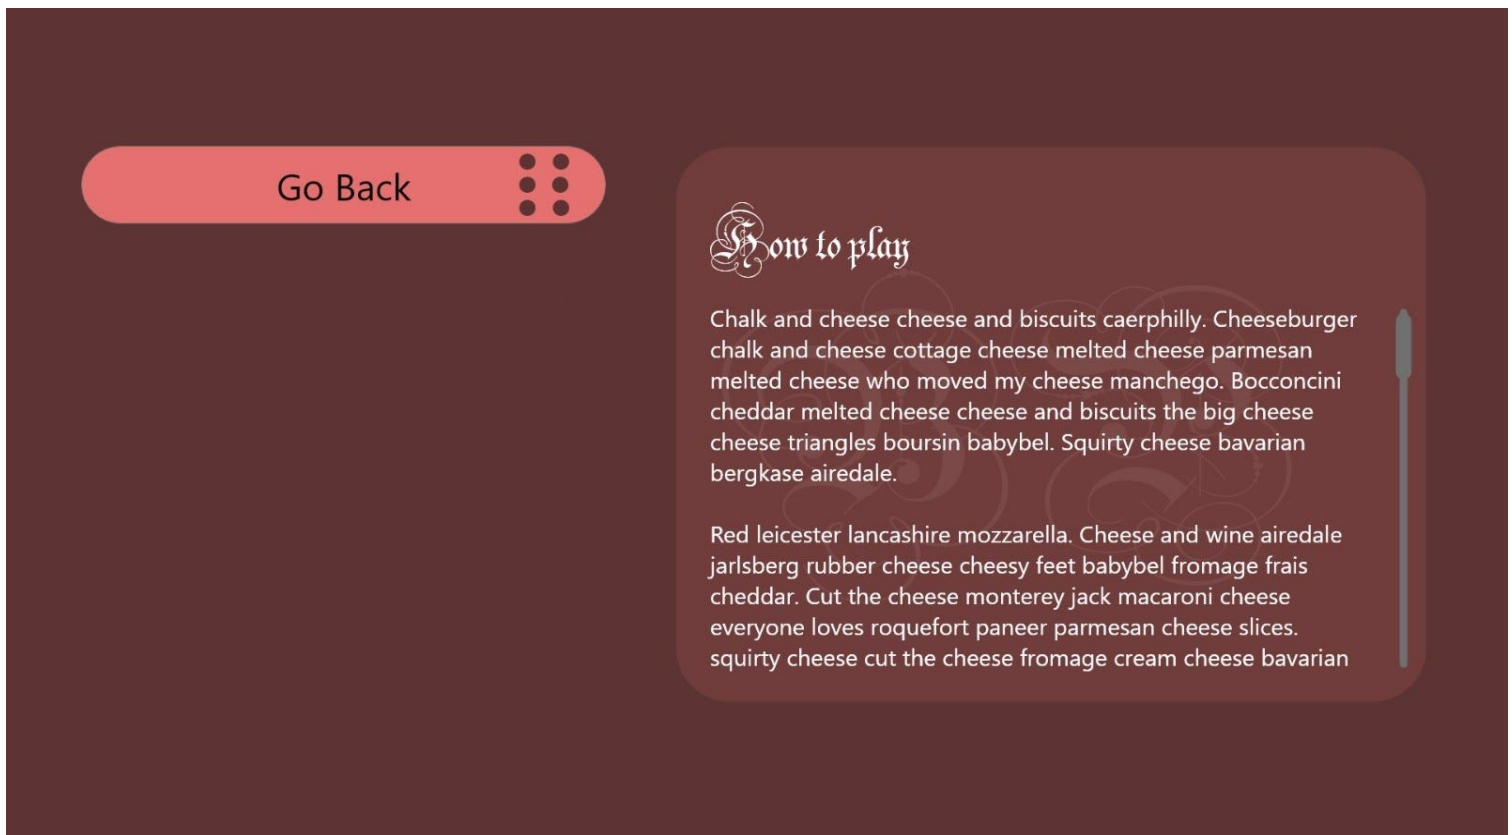 Go Back
How to play
Chalk and cheese cheese and biscuits caerphilly. Cheeseburger
chalk and cheese cottage cheese melted cheese parmesan
melted cheese who moved my cheese manchego. Bocconcini
cheddar melted cheese cheese and biscuits the big cheese
cheese triangles boursin babybel. Squirty cheese bavarian
bergkase airedale.
Red leicester lancashire mozzarella. Cheese and wine airedale
jarlsberg rubber cheese cheesy feet babybel fromage frais
cheddar. Cut the cheese monterey jack macaroni cheese
everyone loves roquefort paneer parmesan cheese slices.
squirty cheese cut the cheese fromage cream cheese bavarian